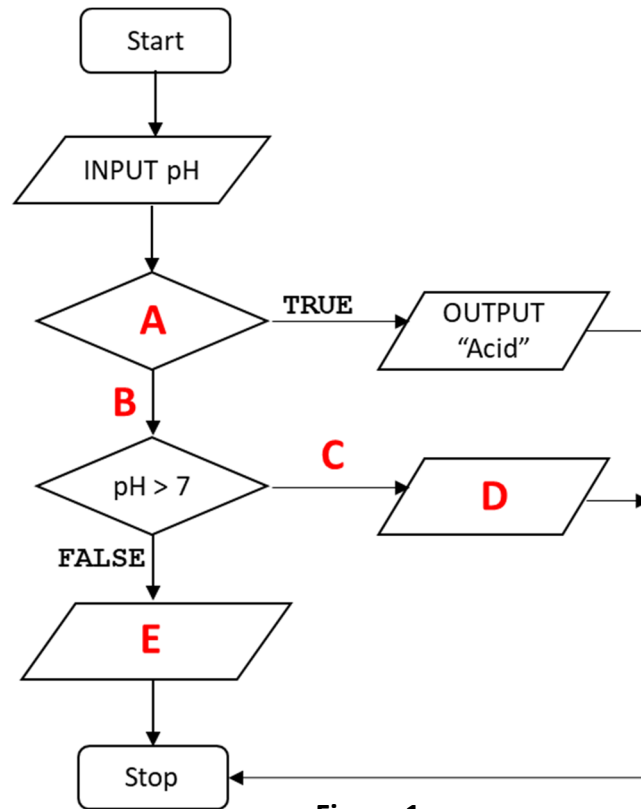 Start
INPUT pH
A
TRUE
OUTPUT
“Acid”
B
pH > 7
C
D
FALSE
E
Stop